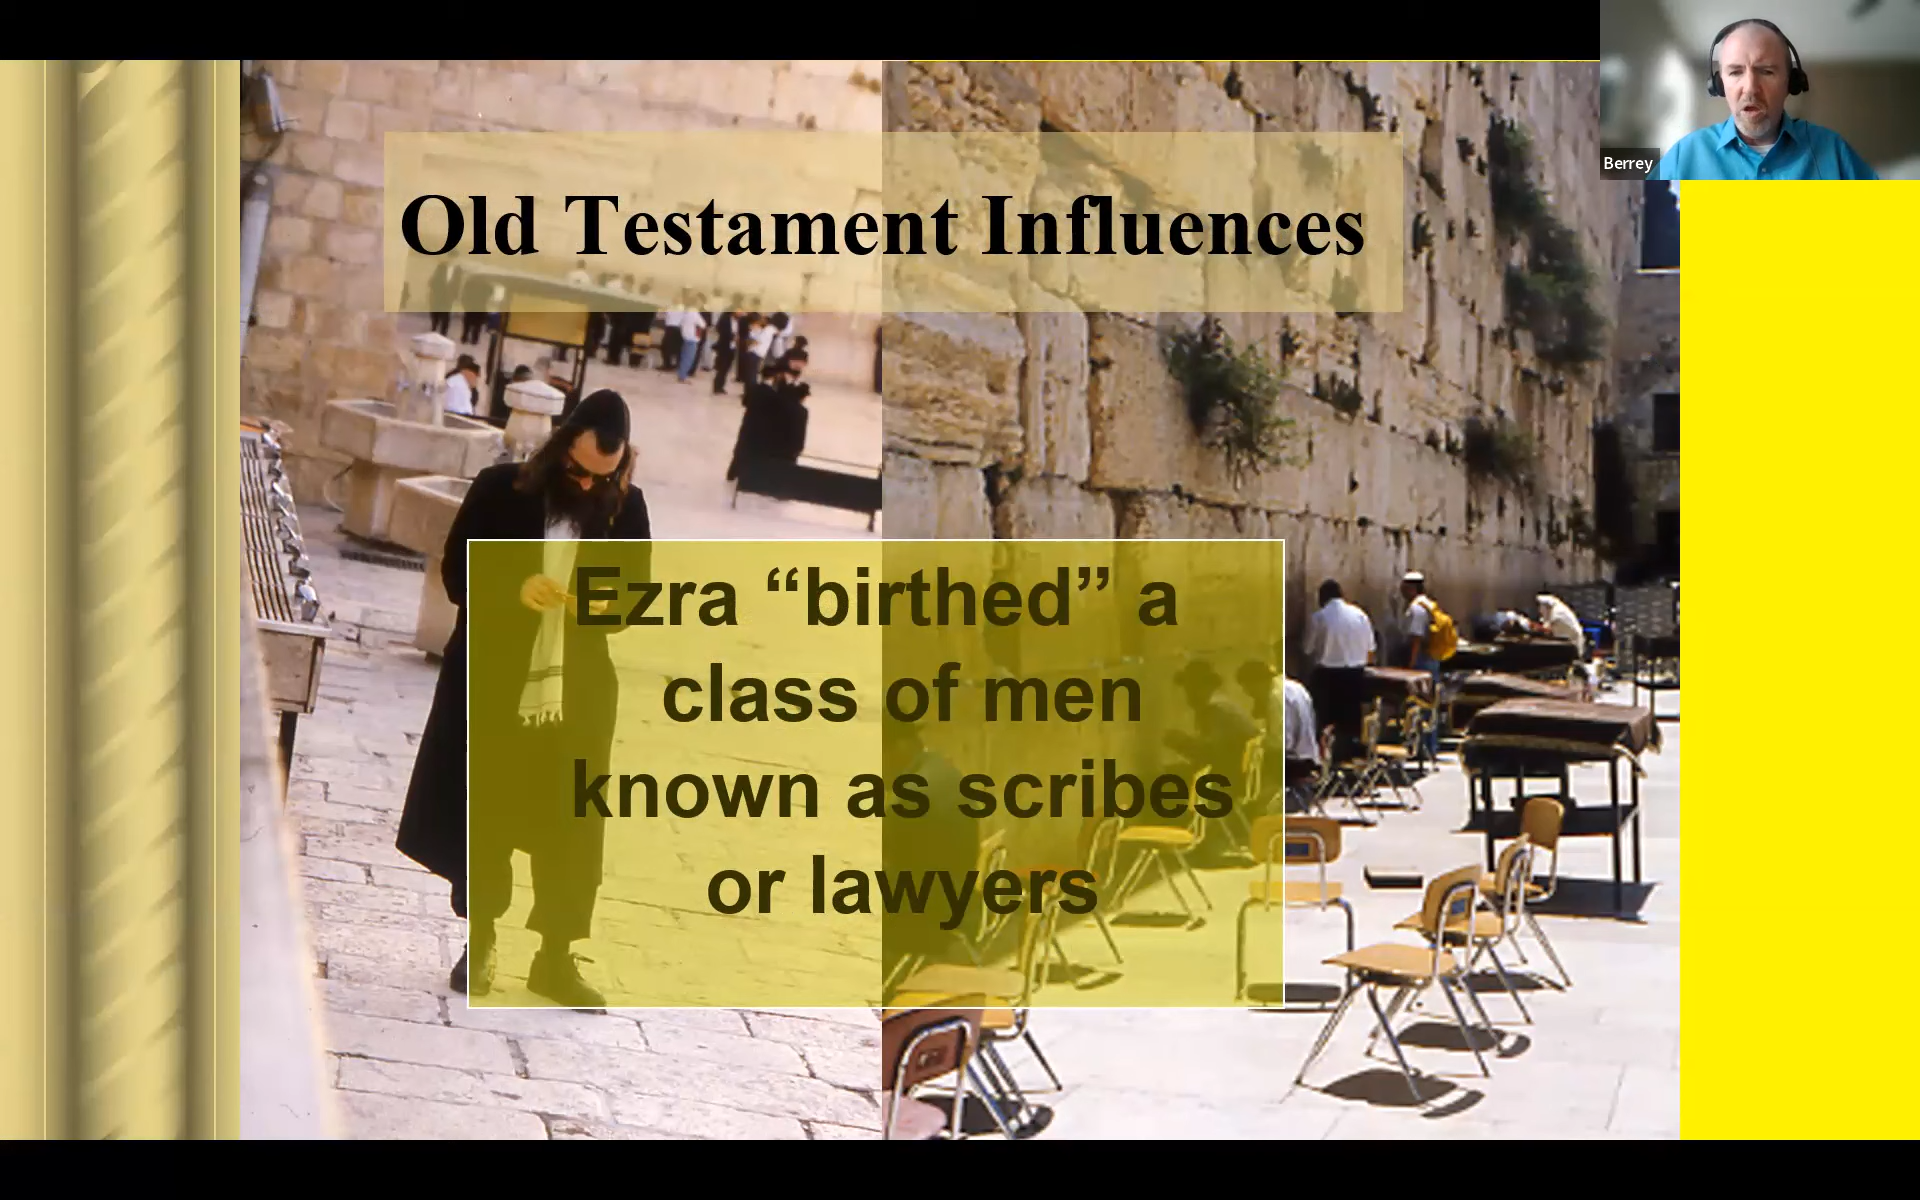 Berrey
Old Testament Influences
Ezra “birthed” a
class of men
known as scribes
or lawyers